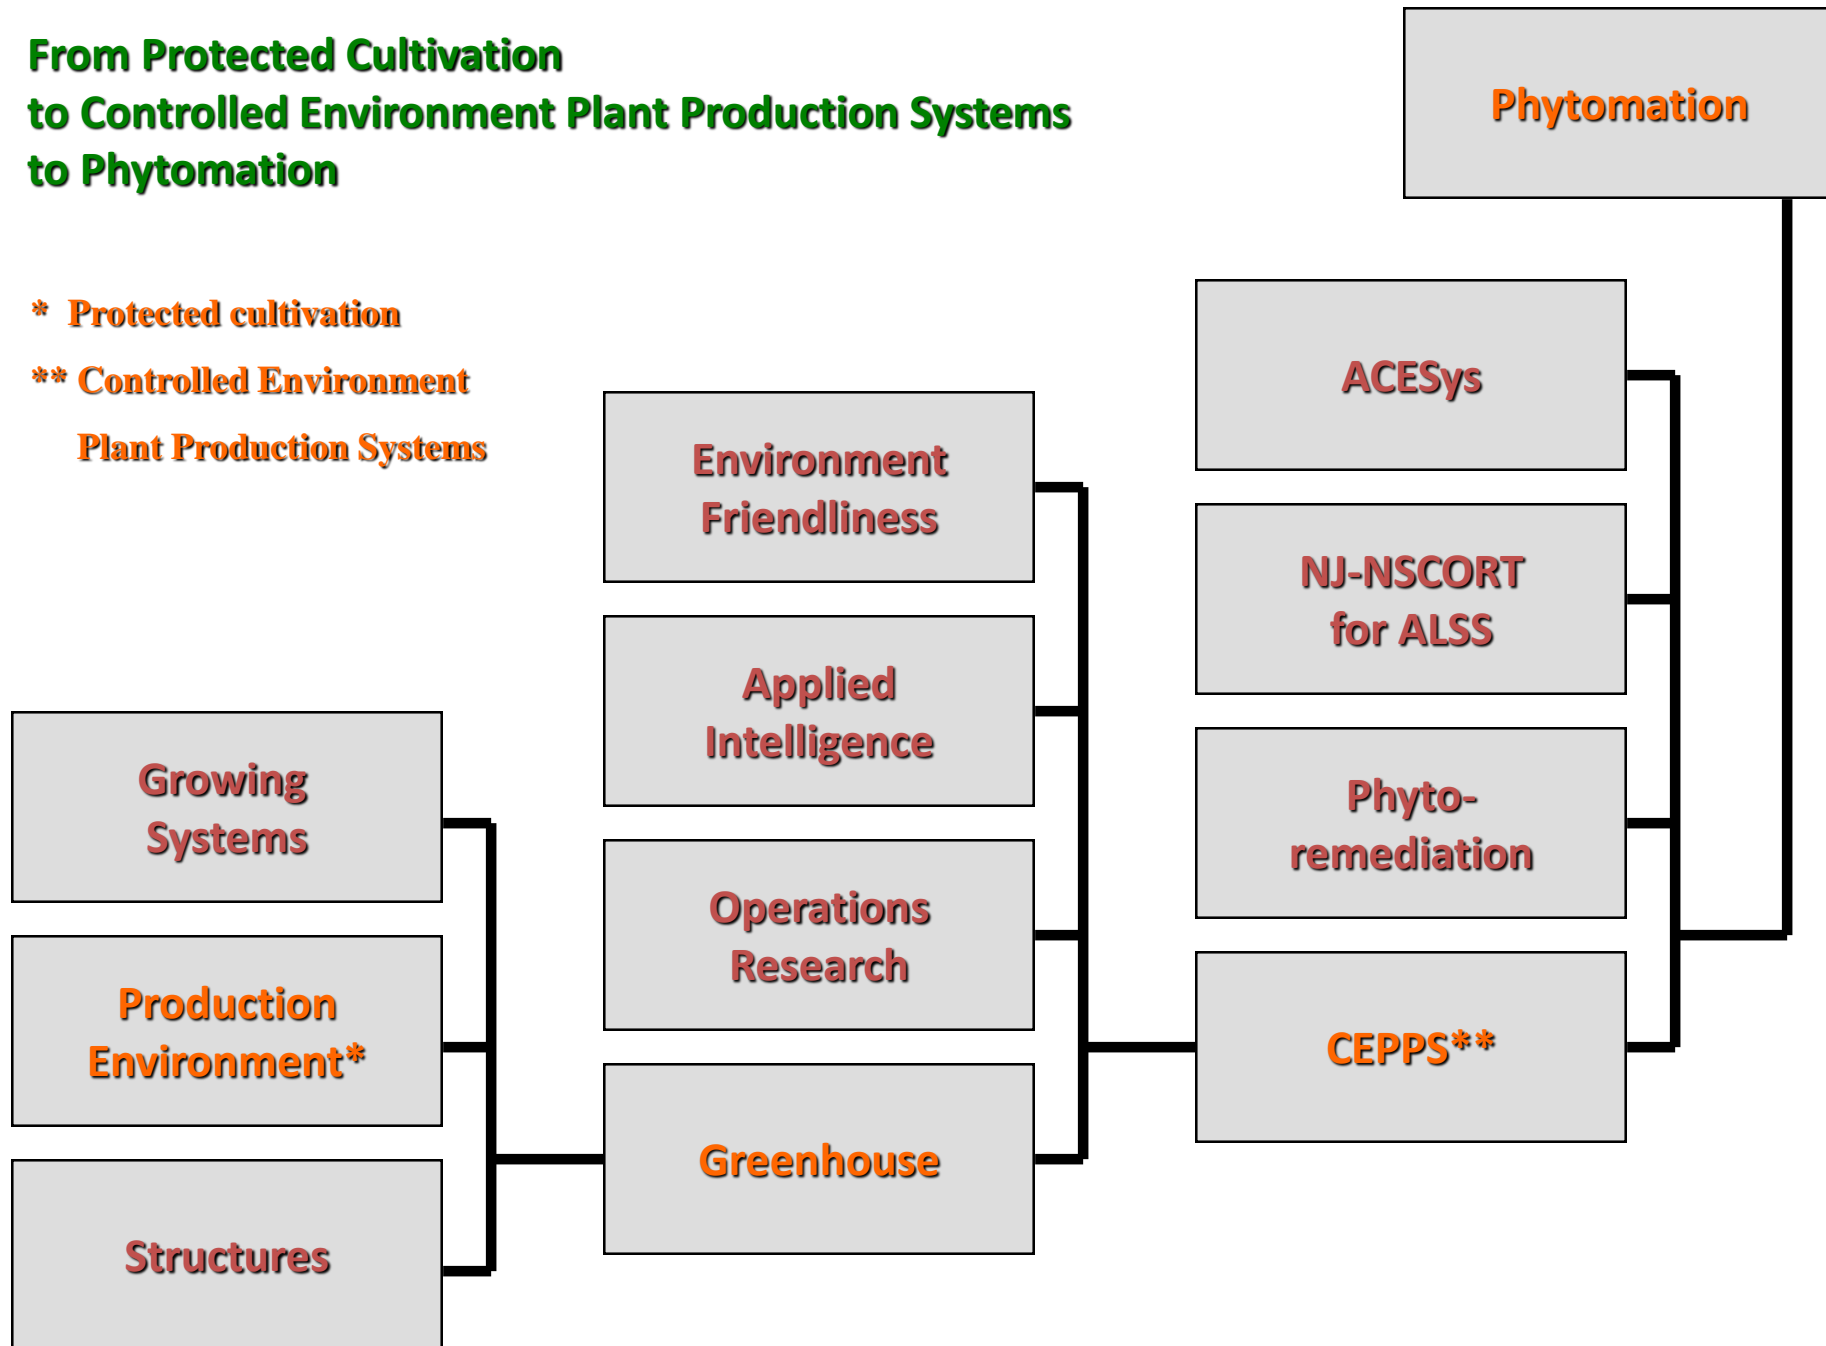 From Protected Cultivation
to Controlled Environment Plant Production Systems
to Phytomation
Phytomation
* Protected cultivation
** Controlled Environment
Plant Production Systems
ACESys
NJ-NSCORT
for ALSS
Phyto-
remediation
CEPPS**
Environment
Friendliness
Applied
Intelligence
Operations
Research
Greenhouse
Growing
Systems
Production
Environment*
Structures